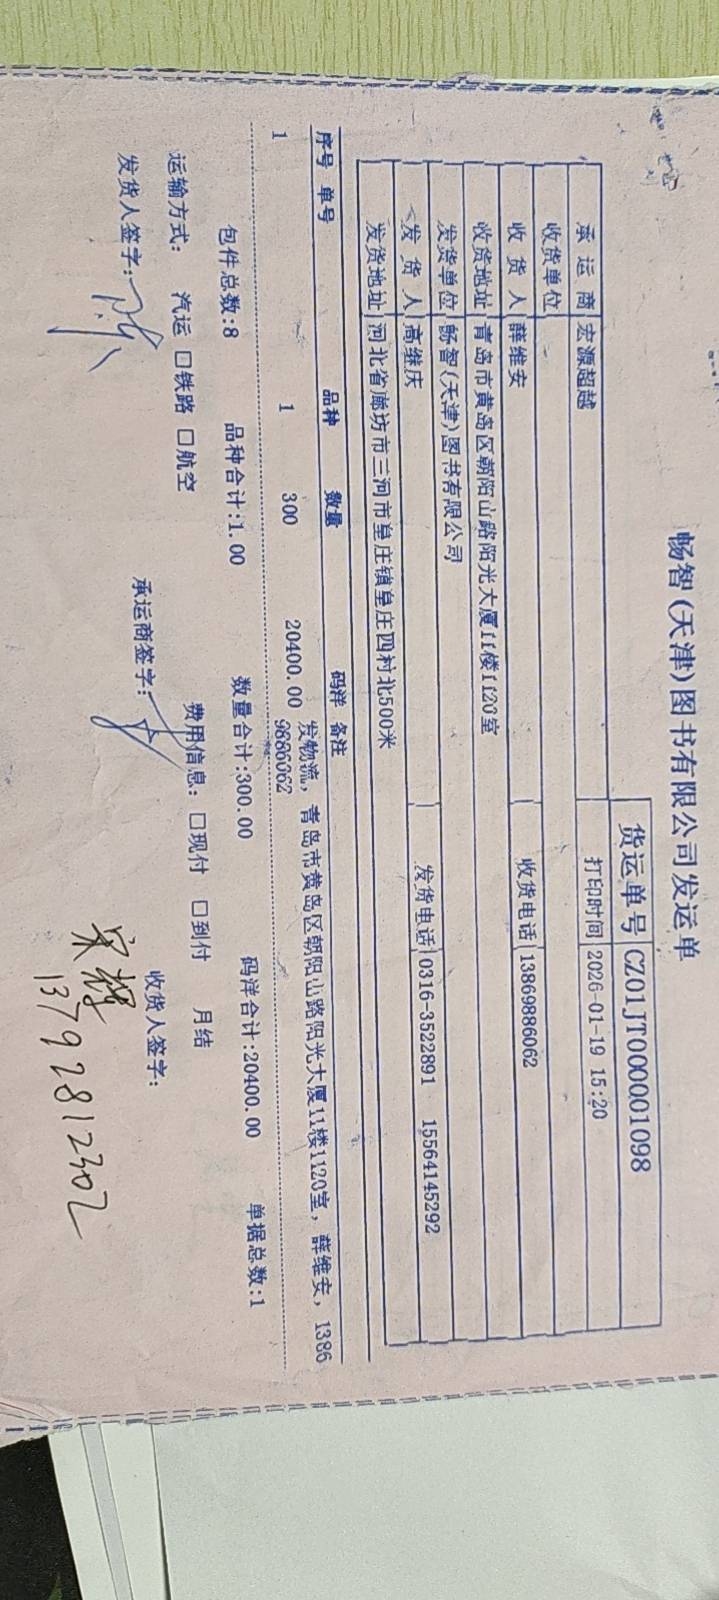 畅智(天津)图书有限公司发运单
货运单号 CZ01JT0000001098
承运商 宏源超越 打印时间 2026-01-19 15:20
收货单位
收货人 薛维安 收货电话 13869886062
收货地址 青岛市黄岛区朝阳山路阳光大厦11楼1120室
发货单位 畅智(天津)图书有限公司
发货人 高继庆 发货电话 0316-3522891 15564145292
发货地址 河北省廊坊市三河市皇庄镇皇庄四村北500米
序号 单号 品种 数量 码洋 备注
1 1 300 20400.00 发物流，青岛市黄岛区朝阳山路阳光大厦11楼1120室，薛维安，1386
9886062
包件总数:8 品种合计:1.00 数量合计:300.00 码洋合计:20400.00 单据总数:1
运输方式: 汽运 □铁路 □航空 费用信息: □现付 □到付 月结
发货人签字: 承运商签字: 收货人签字:
宋辉
13792812302